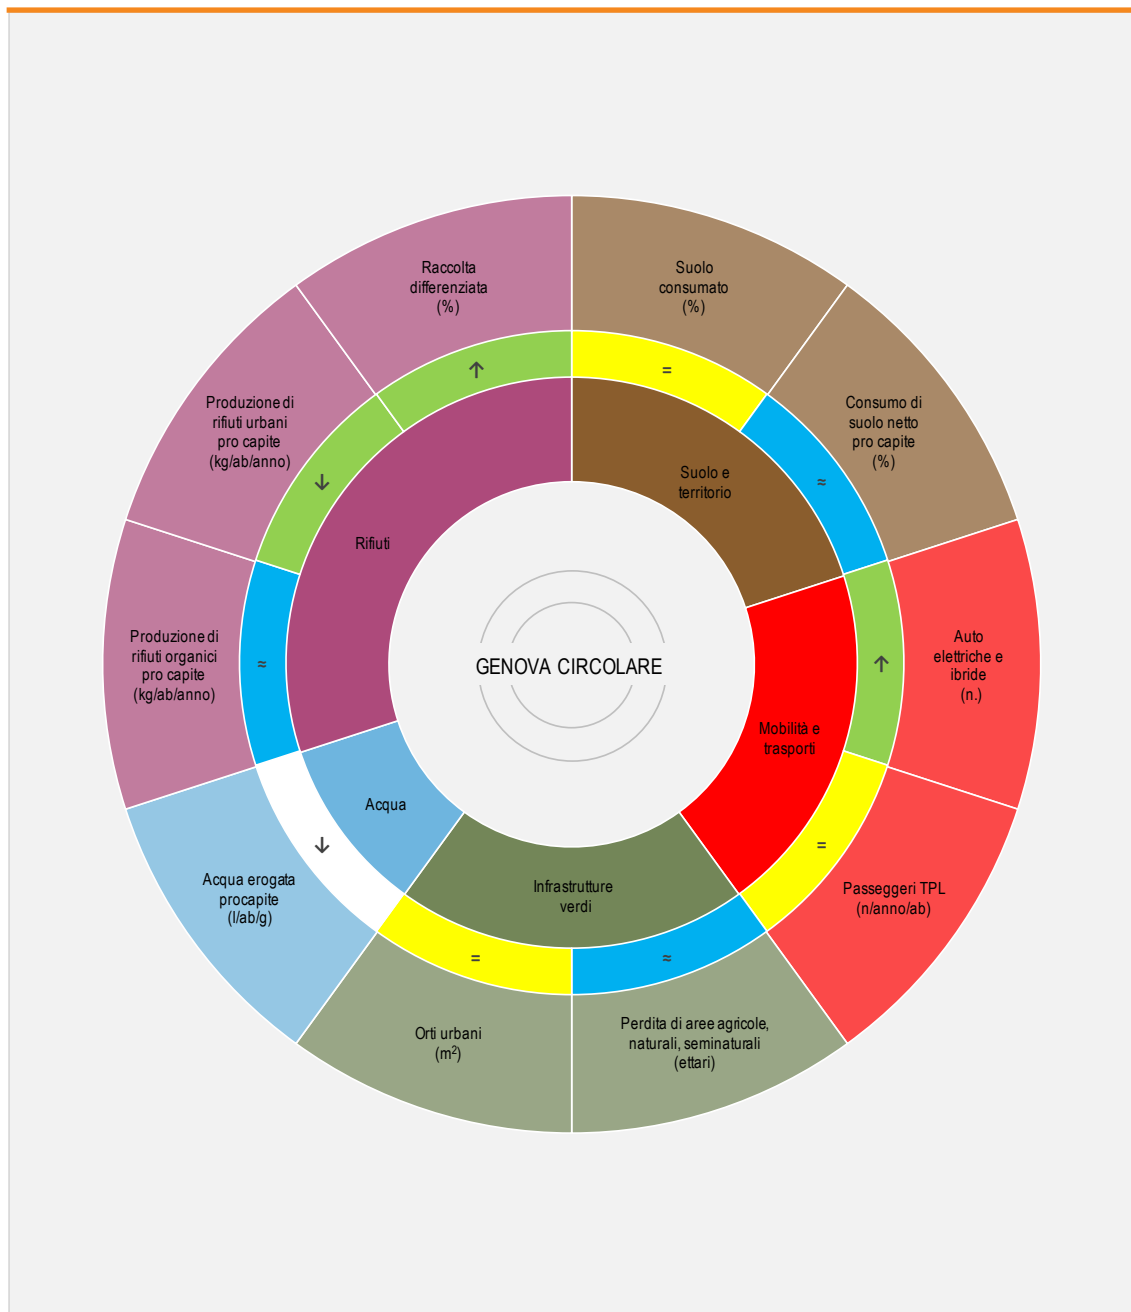 Raccolta
differenziata
(%)
↑
Suolo
consumato
(%)
=
Consumo di
suolo netto
pro capite
(%)
≈
Suolo e
territorio
Auto
elettriche e
ibride
(n.)
↑
Mobilità e
trasporti
Passeggeri TPL
(n/anno/ab)
=
Perdita di aree agricole,
naturali, seminaturali
(ettari)
≈
Infrastrutture
verdi
Orti urbani
(m²)
=
Acqua erogata
procapite
(l/ab/g)
↓
Acqua
Produzione di
rifiuti organici
pro capite
(kg/ab/anno)
≈
Produzione di
rifiuti urbani
pro capite
(kg/ab/anno)
↓
Rifiuti
GENOVA CIRCOLARE